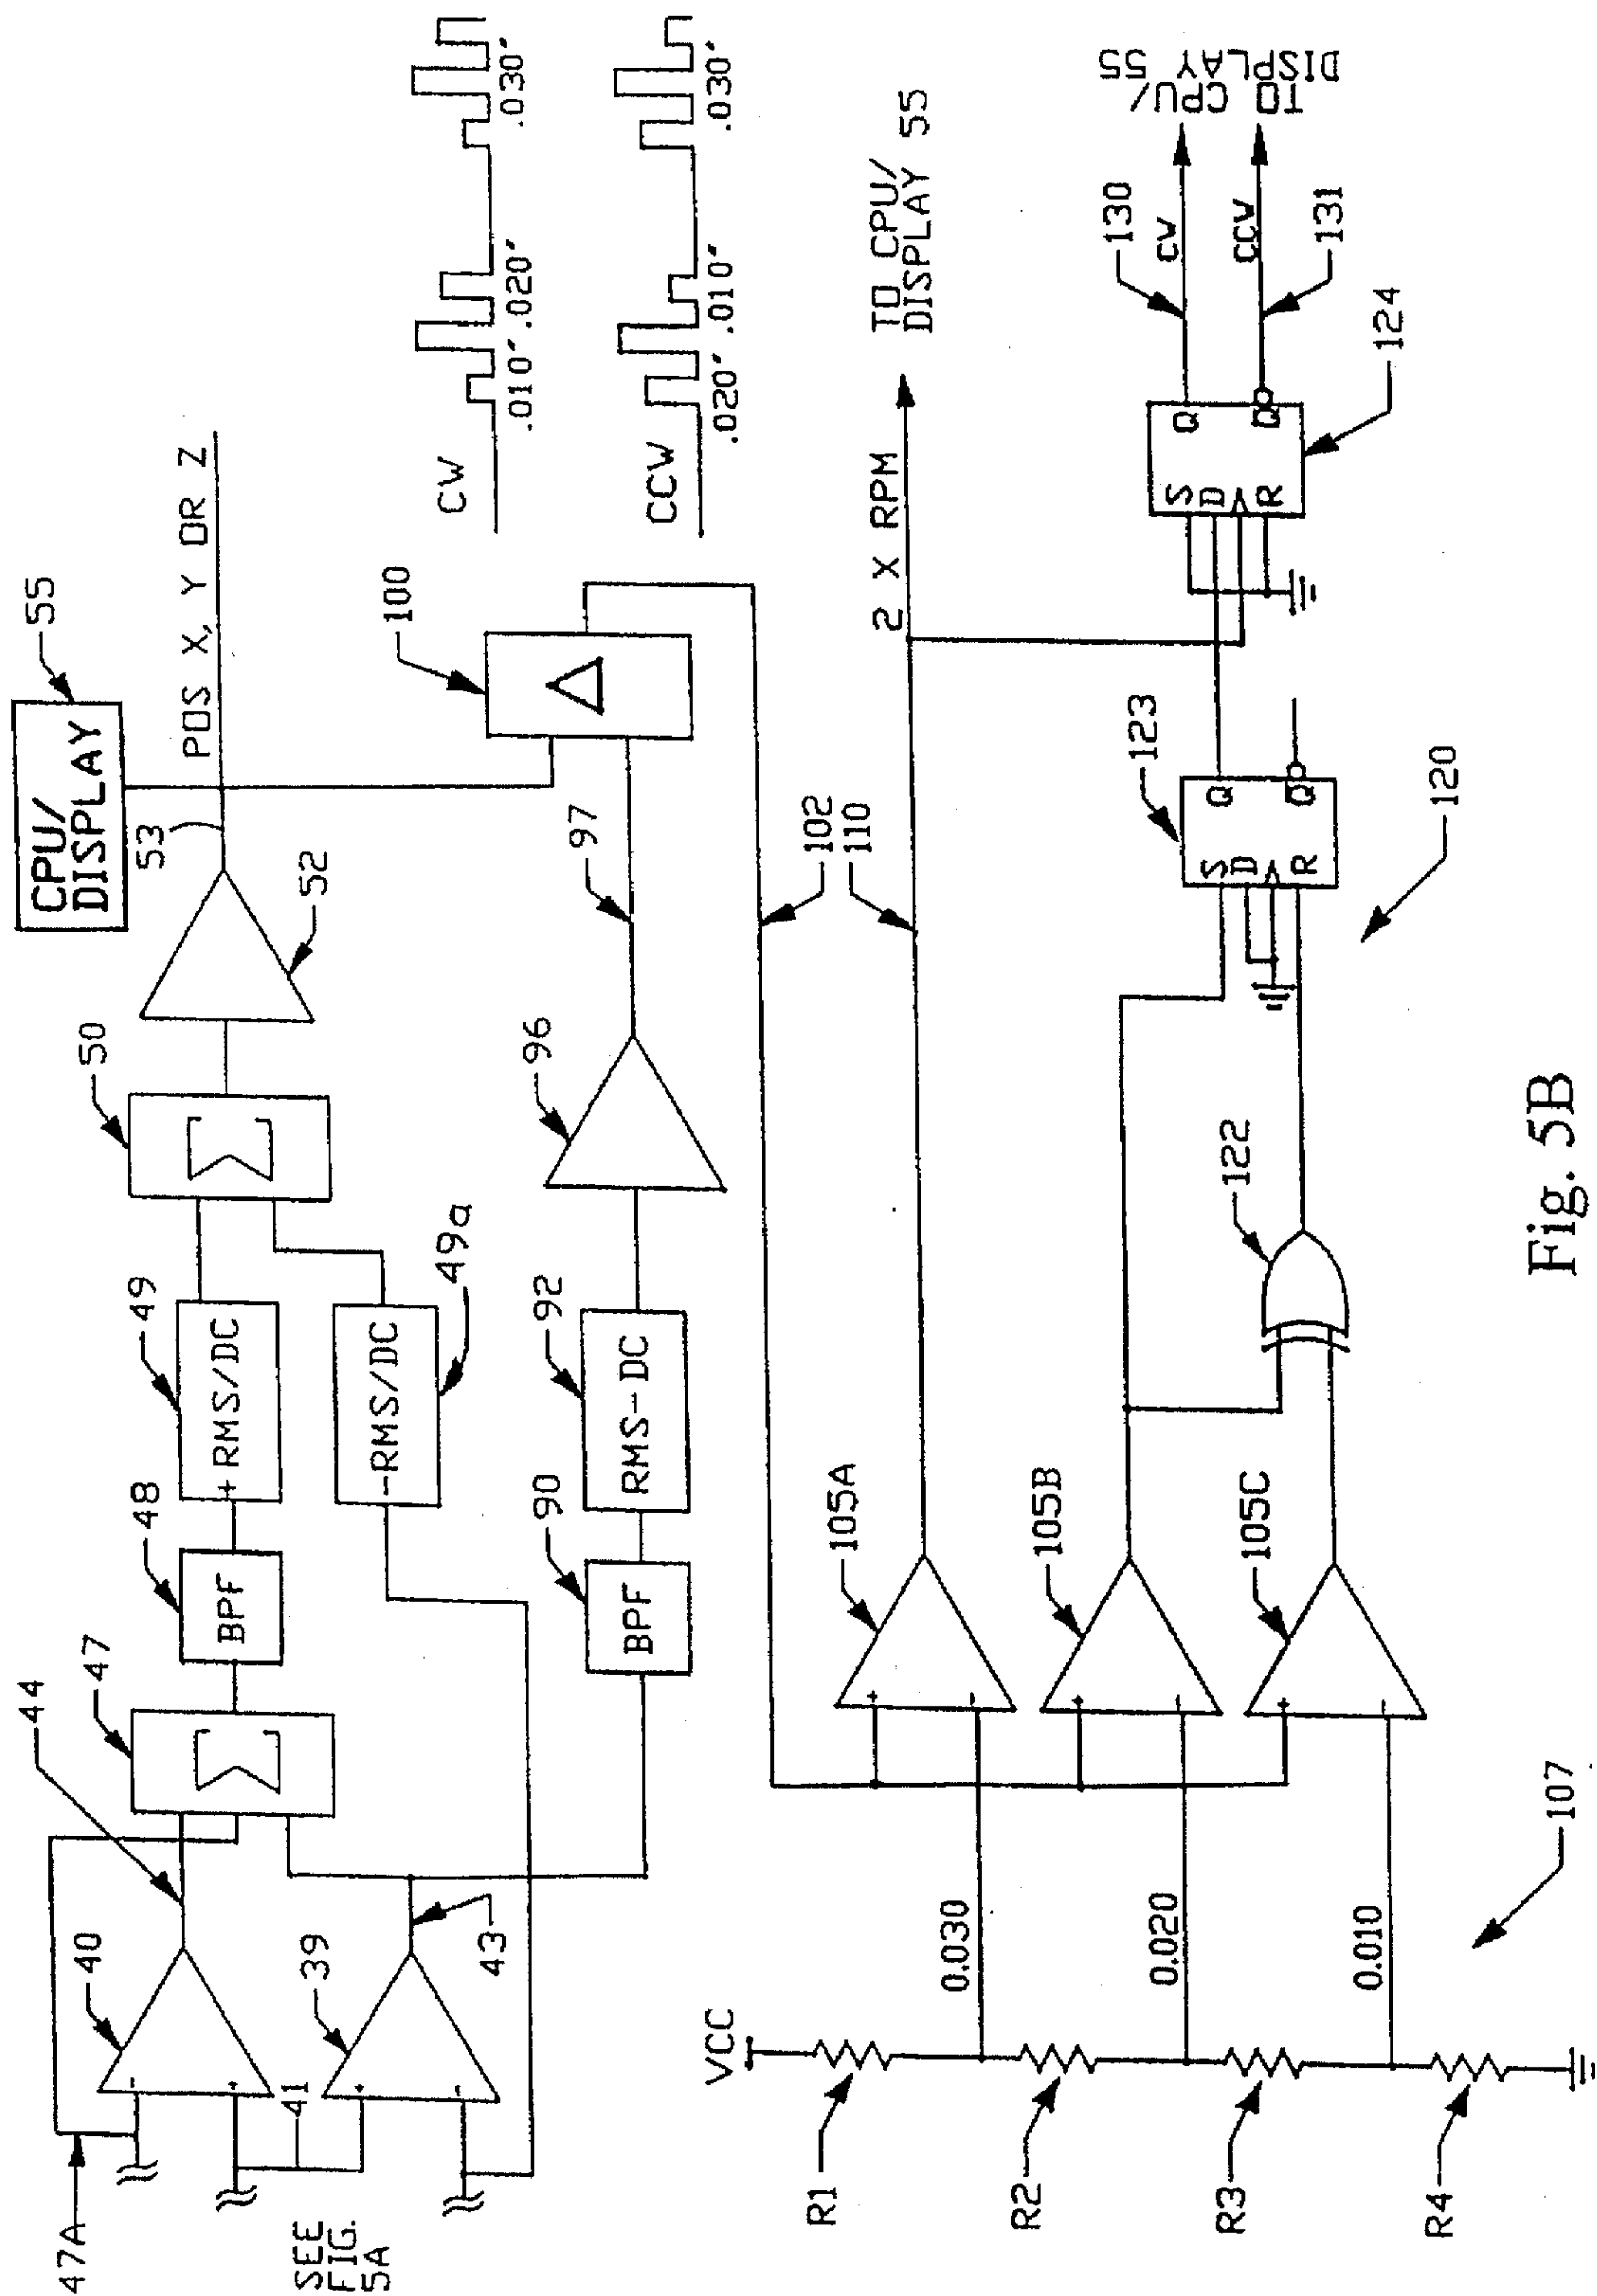 55
CPU/
DISPLAY
53
POS X, Y OR Z
52
50
Σ
49
+RMS/DC
48
BPF
47
Σ
44
40
-
+
47A
41
39
+
-
43
SEE
FIG.
5A
-RMS/DC
49a
90
BPF
92
RMS-DC
96
97
100
Δ
CW
.010" .020"
.030"
CCW
.020" .010"
.030"
102
110
2 X RPM
TO CPU/
DISPLAY 55
VCC
R1
R2
R3
R4
0.030
0.020
0.010
107
105A
+
-
105B
+
-
105C
+
-
122
120
123
S
D
R
Q
Q
124
S
D
R
Q
Q
130
CW
CCW
131
TO CPU/
DISPLAY 55
Fig. 5B